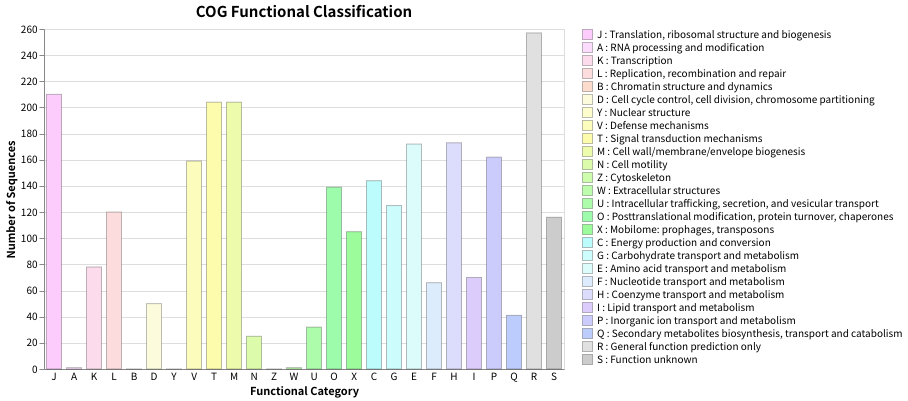 COG Functional Classification
260
240
220
200
180
160
140
120
100
80
60
40
20
0
Number of Sequences
J A K L B D Y V T M N Z W U O X C G E F H I P Q R S
Functional Category
J : Translation, ribosomal structure and biogenesis
A : RNA processing and modification
K : Transcription
L : Replication, recombination and repair
B : Chromatin structure and dynamics
D : Cell cycle control, cell division, chromosome partitioning
Y : Nuclear structure
V : Defense mechanisms
T : Signal transduction mechanisms
M : Cell wall/membrane/envelope biogenesis
N : Cell motility
Z : Cytoskeleton
W : Extracellular structures
U : Intracellular trafficking, secretion, and vesicular transport
O : Posttranslational modification, protein turnover, chaperones
X : Mobilome: prophages, transposons
C : Energy production and conversion
G : Carbohydrate transport and metabolism
E : Amino acid transport and metabolism
F : Nucleotide transport and metabolism
H : Coenzyme transport and metabolism
I : Lipid transport and metabolism
P : Inorganic ion transport and metabolism
Q : Secondary metabolites biosynthesis, transport and catabolism
R : General function prediction only
S : Function unknown